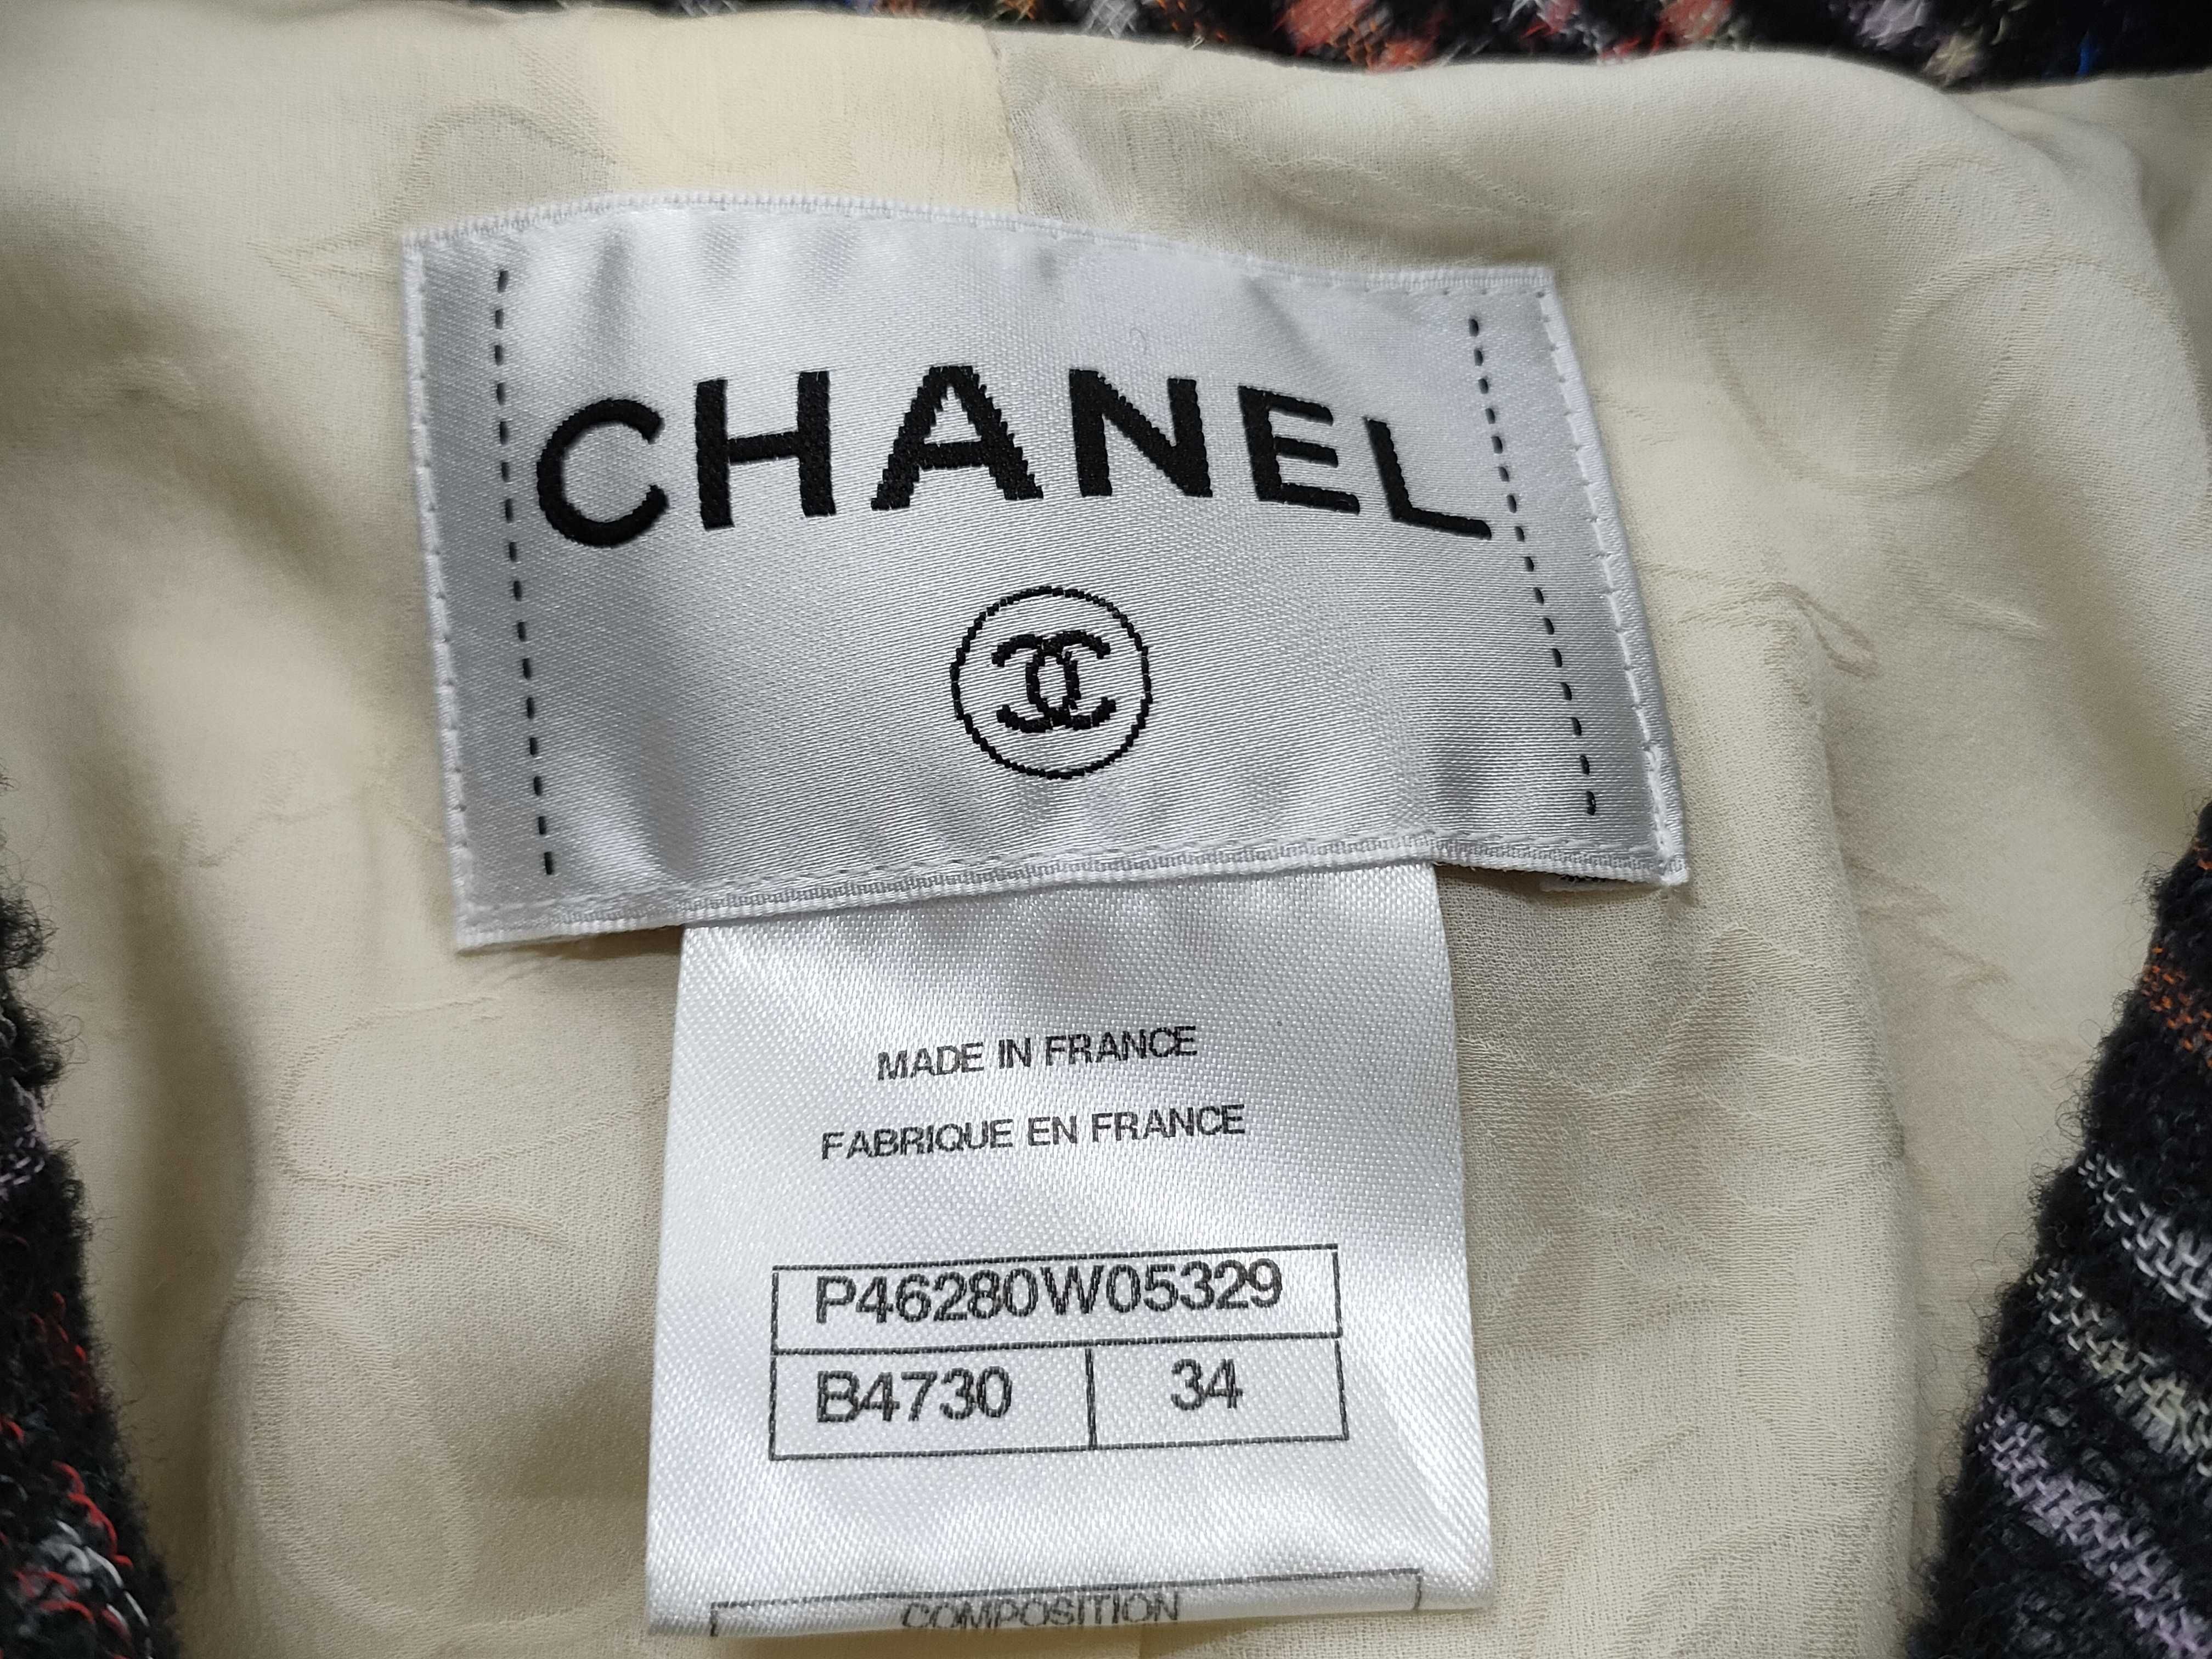 CHANEL
MADE IN FRANCE
FABRIQUE EN FRANCE
P46280W05329
B4730 34
COMPOSITION